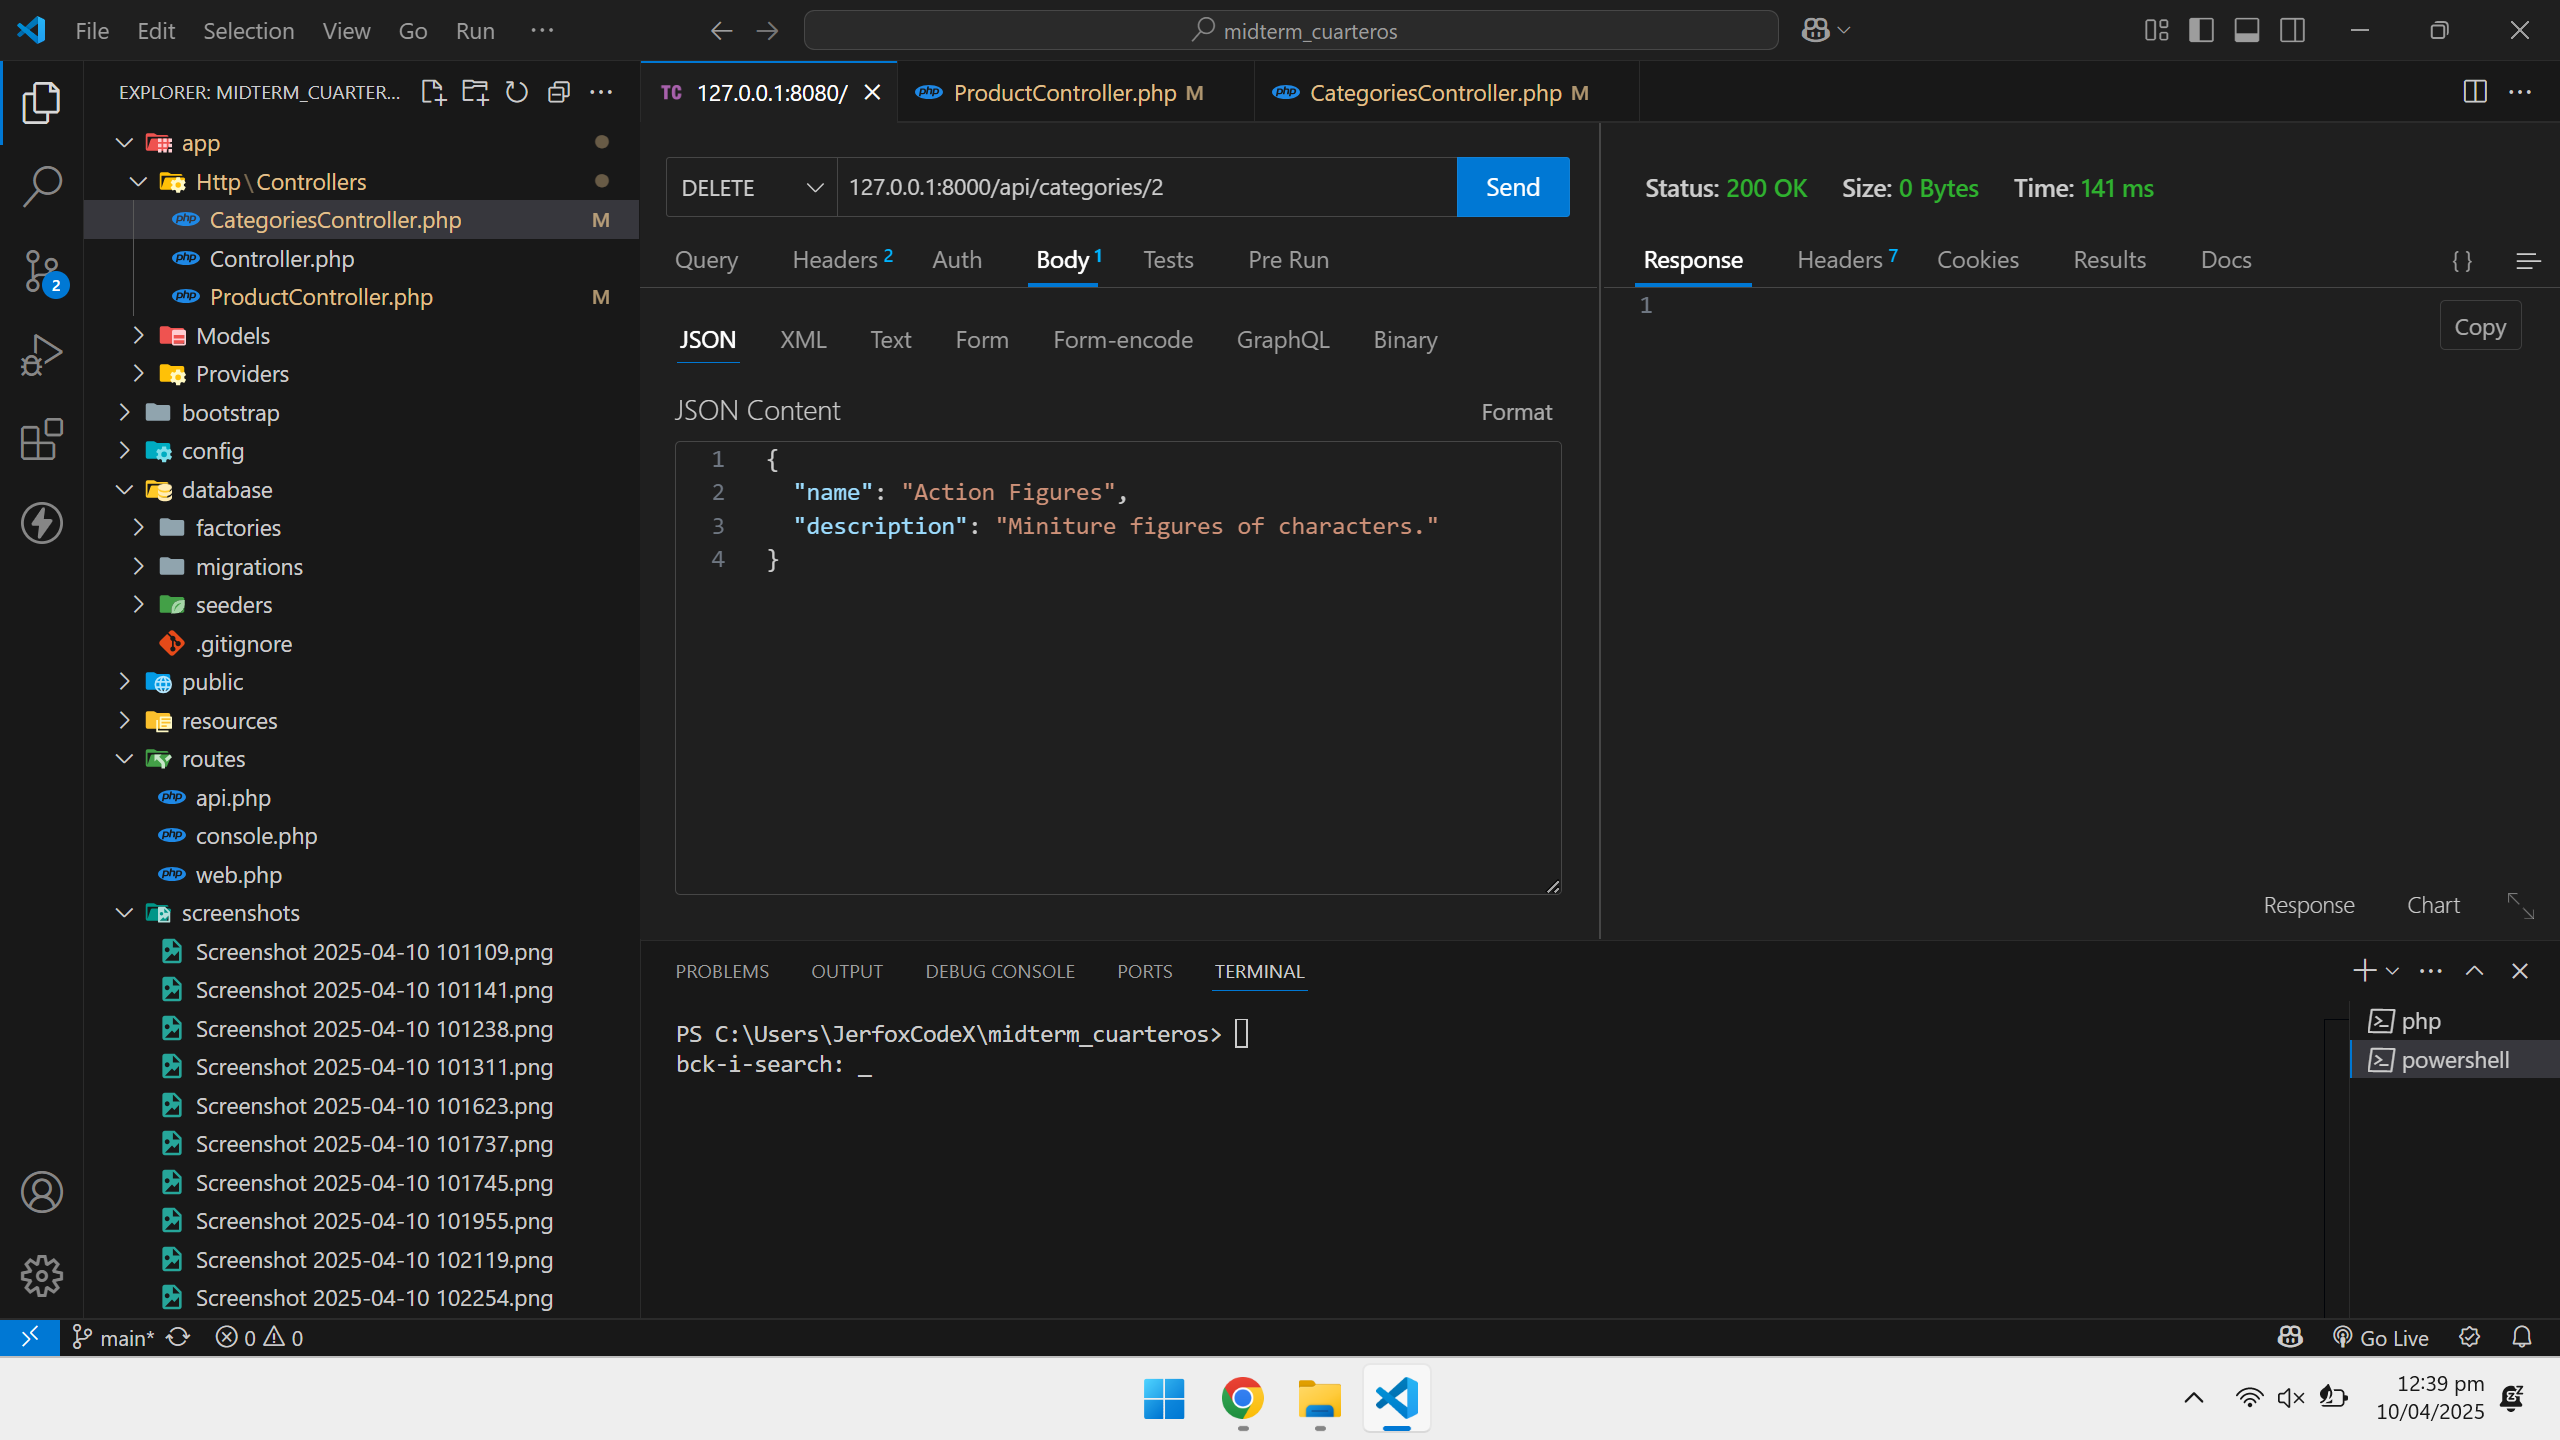 File Edit Selection View Go Run ···
midterm_cuarteros
EXPLORER: MIDTERM_CUARTER...
app
Http\Controllers
CategoriesController.php M
Controller.php
ProductController.php M
Models
Providers
bootstrap
config
database
factories
migrations
seeders
.gitignore
public
resources
routes
api.php
console.php
web.php
screenshots
Screenshot 2025-04-10 101109.png
Screenshot 2025-04-10 101141.png
Screenshot 2025-04-10 101238.png
Screenshot 2025-04-10 101311.png
Screenshot 2025-04-10 101623.png
Screenshot 2025-04-10 101737.png
Screenshot 2025-04-10 101745.png
Screenshot 2025-04-10 101955.png
Screenshot 2025-04-10 102119.png
Screenshot 2025-04-10 102254.png
2
TC 127.0.0.1:8080/
php ProductController.php M
php CategoriesController.php M
DELETE 127.0.0.1:8000/api/categories/2 Send
Query Headers 2 Auth Body 1 Tests Pre Run
JSON XML Text Form Form-encode GraphQL Binary
JSON Content Format
1 {
2 "name": "Action Figures",
3 "description": "Miniture figures of characters."
4 }
Status: 200 OK Size: 0 Bytes Time: 141 ms
Response Headers 7 Cookies Results Docs {}
1
Copy
Response Chart
PROBLEMS OUTPUT DEBUG CONSOLE PORTS TERMINAL
PS C:\Users\JerfoxCodeX\midterm_cuarteros>
bck-i-search: _
php
powershell
main* 0 0
Go Live
12:39 pm
10/04/2025